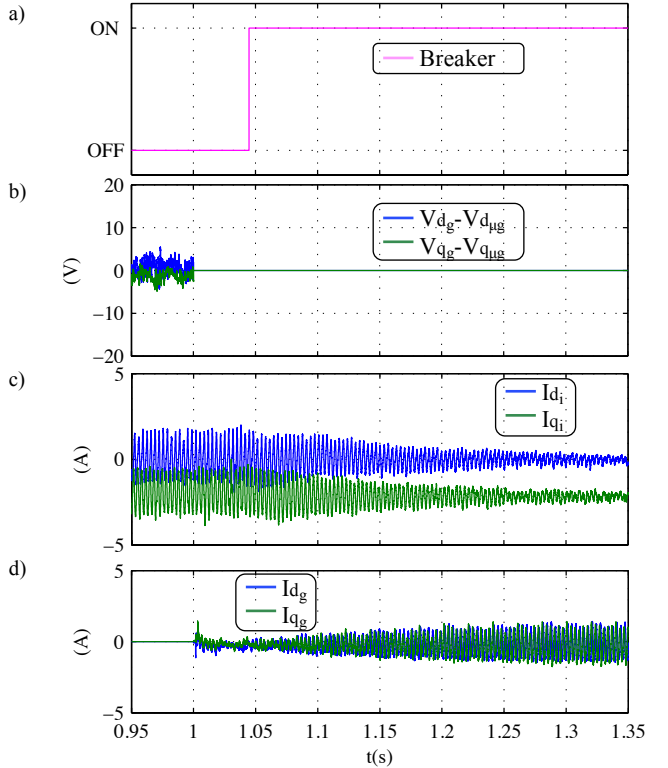 a)
ON
Breaker
OFF
b)
20
10
0
−10
−20
(V)
Vdg-Vdμg
Vqg-Vqμg
c)
5
0
−5
(A)
Idi
Iqi
d)
5
0
−5
(A)
Idg
Iqg
0.95 1 1.05 1.1 1.15 1.2 1.25 1.3 1.35
t(s)